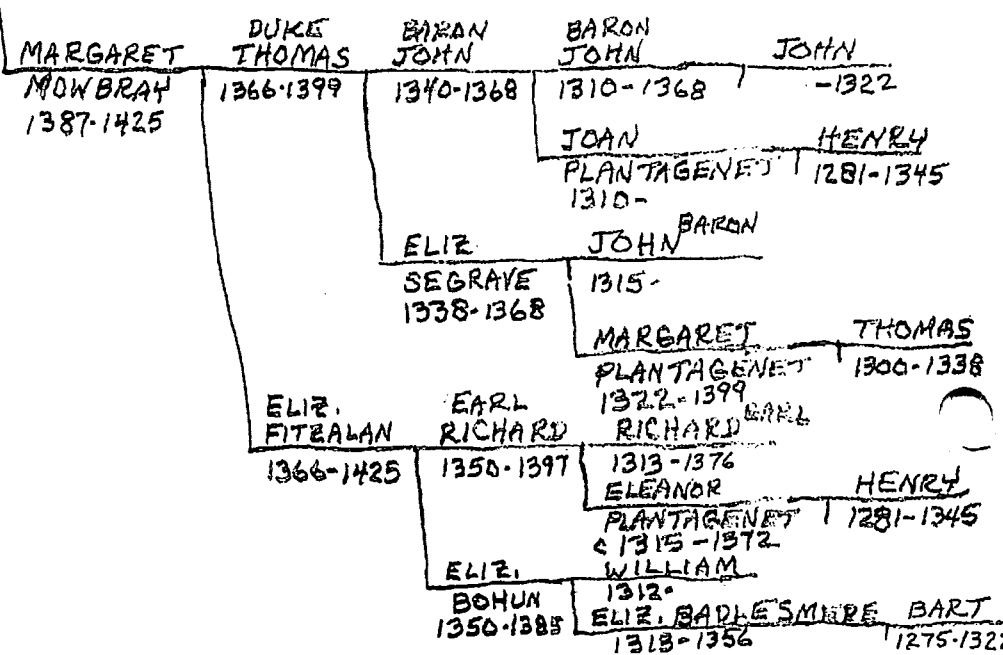 MARGARET
MOWBRAY
1387-1425
DUKE
THOMAS
1366-1399
BARON
JOHN
1340-1368
BARON
JOHN
1310-1368
JOHN
-1322
JOAN
PLANTAGENET
1310-
HENRY
1281-1345
ELIZ
SEGRAVE
1338-1368
JOHN BARON
1315-
MARGARET
PLANTAGENET
1322-1399
THOMAS
1300-1338
ELIZ.
FITZALAN
1366-1425
EARL
RICHARD
1350-1397
RICHARD EARL
1313-1376
ELEANOR
PLANTAGENET
< 1315-1372
HENRY
1281-1345
ELIZ.
BOHUN
1350-1385
WILLIAM
1312-
ELIZ. BADLESMERE
1313-1356
BART
1275-1322